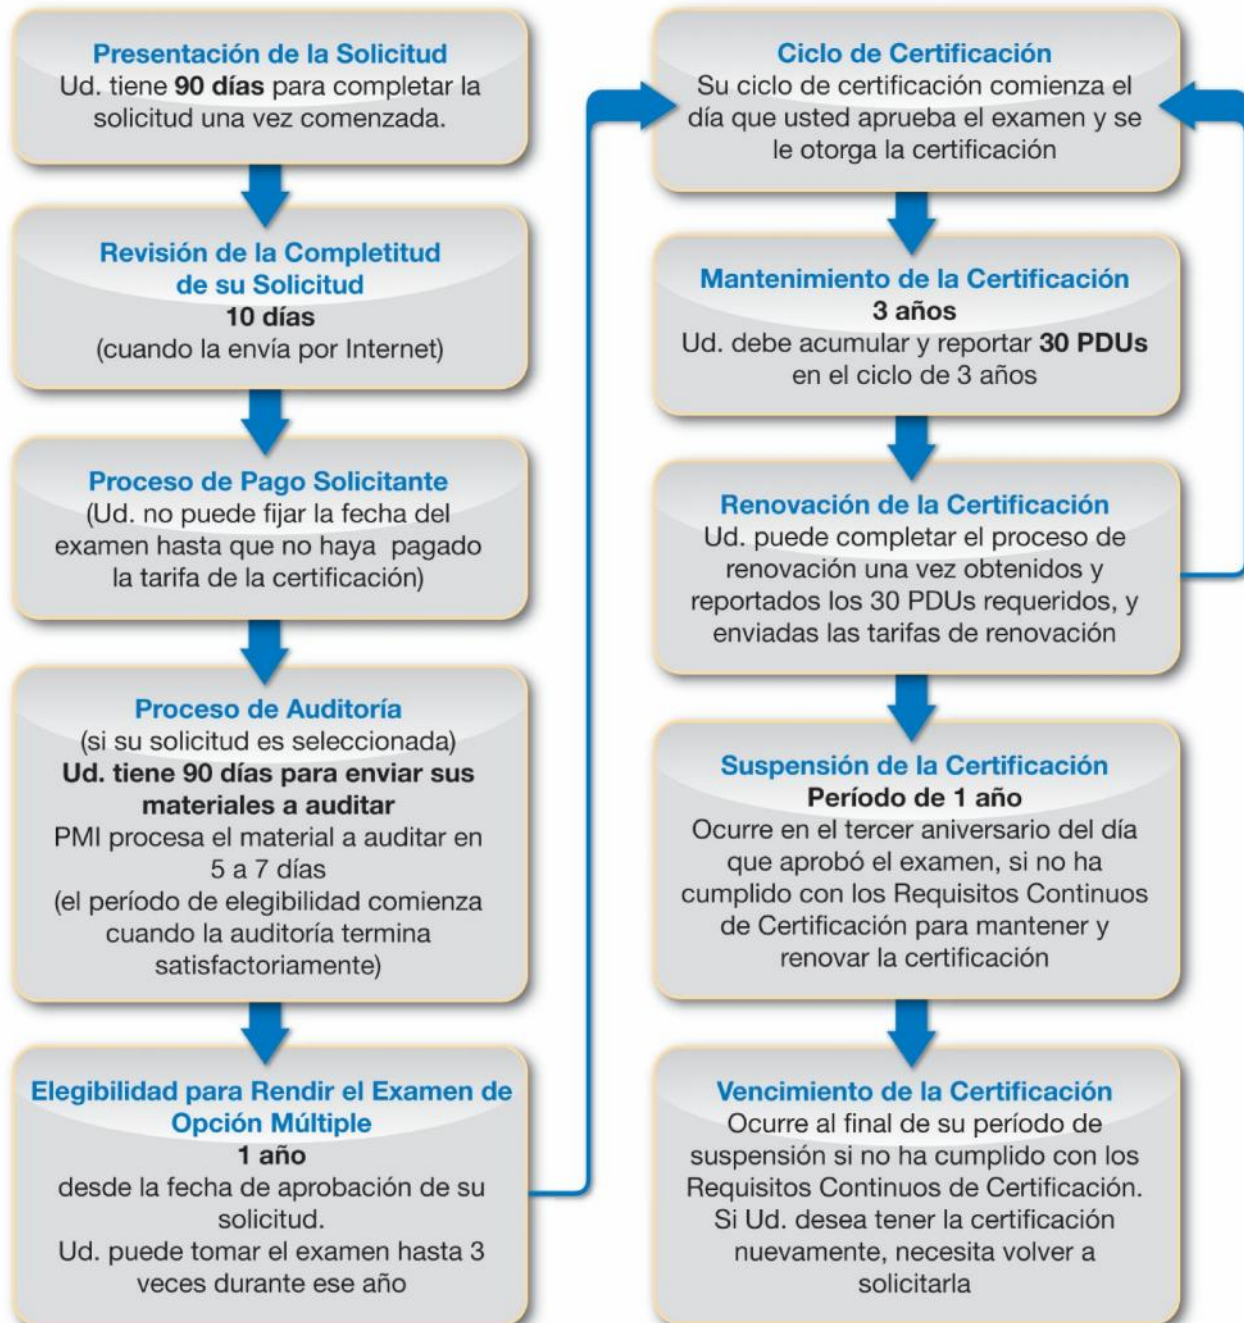 Presentación de la Solicitud
Ud. tiene 90 días para completar la
solicitud una vez comenzada.
Revisión de la Completitud
de su Solicitud
10 días
(cuando la envía por Internet)
Proceso de Pago Solicitante
(Ud. no puede fijar la fecha del
examen hasta que no haya pagado
la tarifa de la certificación)
Proceso de Auditoría
(si su solicitud es seleccionada)
Ud. tiene 90 días para enviar sus
materiales a auditar
PMI procesa el material a auditar en
5 a 7 días
(el período de elegibilidad comienza
cuando la auditoría termina
satisfactoriamente)
Elegibilidad para Rendir el Examen de
Opción Múltiple
1 año
desde la fecha de aprobación de su
solicitud.
Ud. puede tomar el examen hasta 3
veces durante ese año
Ciclo de Certificación
Su ciclo de certificación comienza el
día que usted aprueba el examen y se
le otorga la certificación
Mantenimiento de la Certificación
3 años
Ud. debe acumular y reportar 30 PDUs
en el ciclo de 3 años
Renovación de la Certificación
Ud. puede completar el proceso de
renovación una vez obtenidos y
reportados los 30 PDUs requeridos, y
enviadas las tarifas de renovación
Suspensión de la Certificación
Período de 1 año
Ocurre en el tercer aniversario del día
que aprobó el examen, si no ha
cumplido con los Requisitos Continuos
de Certificación para mantener y
renovar la certificación
Vencimiento de la Certificación
Ocurre al final de su período de
suspensión si no ha cumplido con los
Requisitos Continuos de Certificación.
Si Ud. desea tener la certificación
nuevamente, necesita volver a
solicitarla